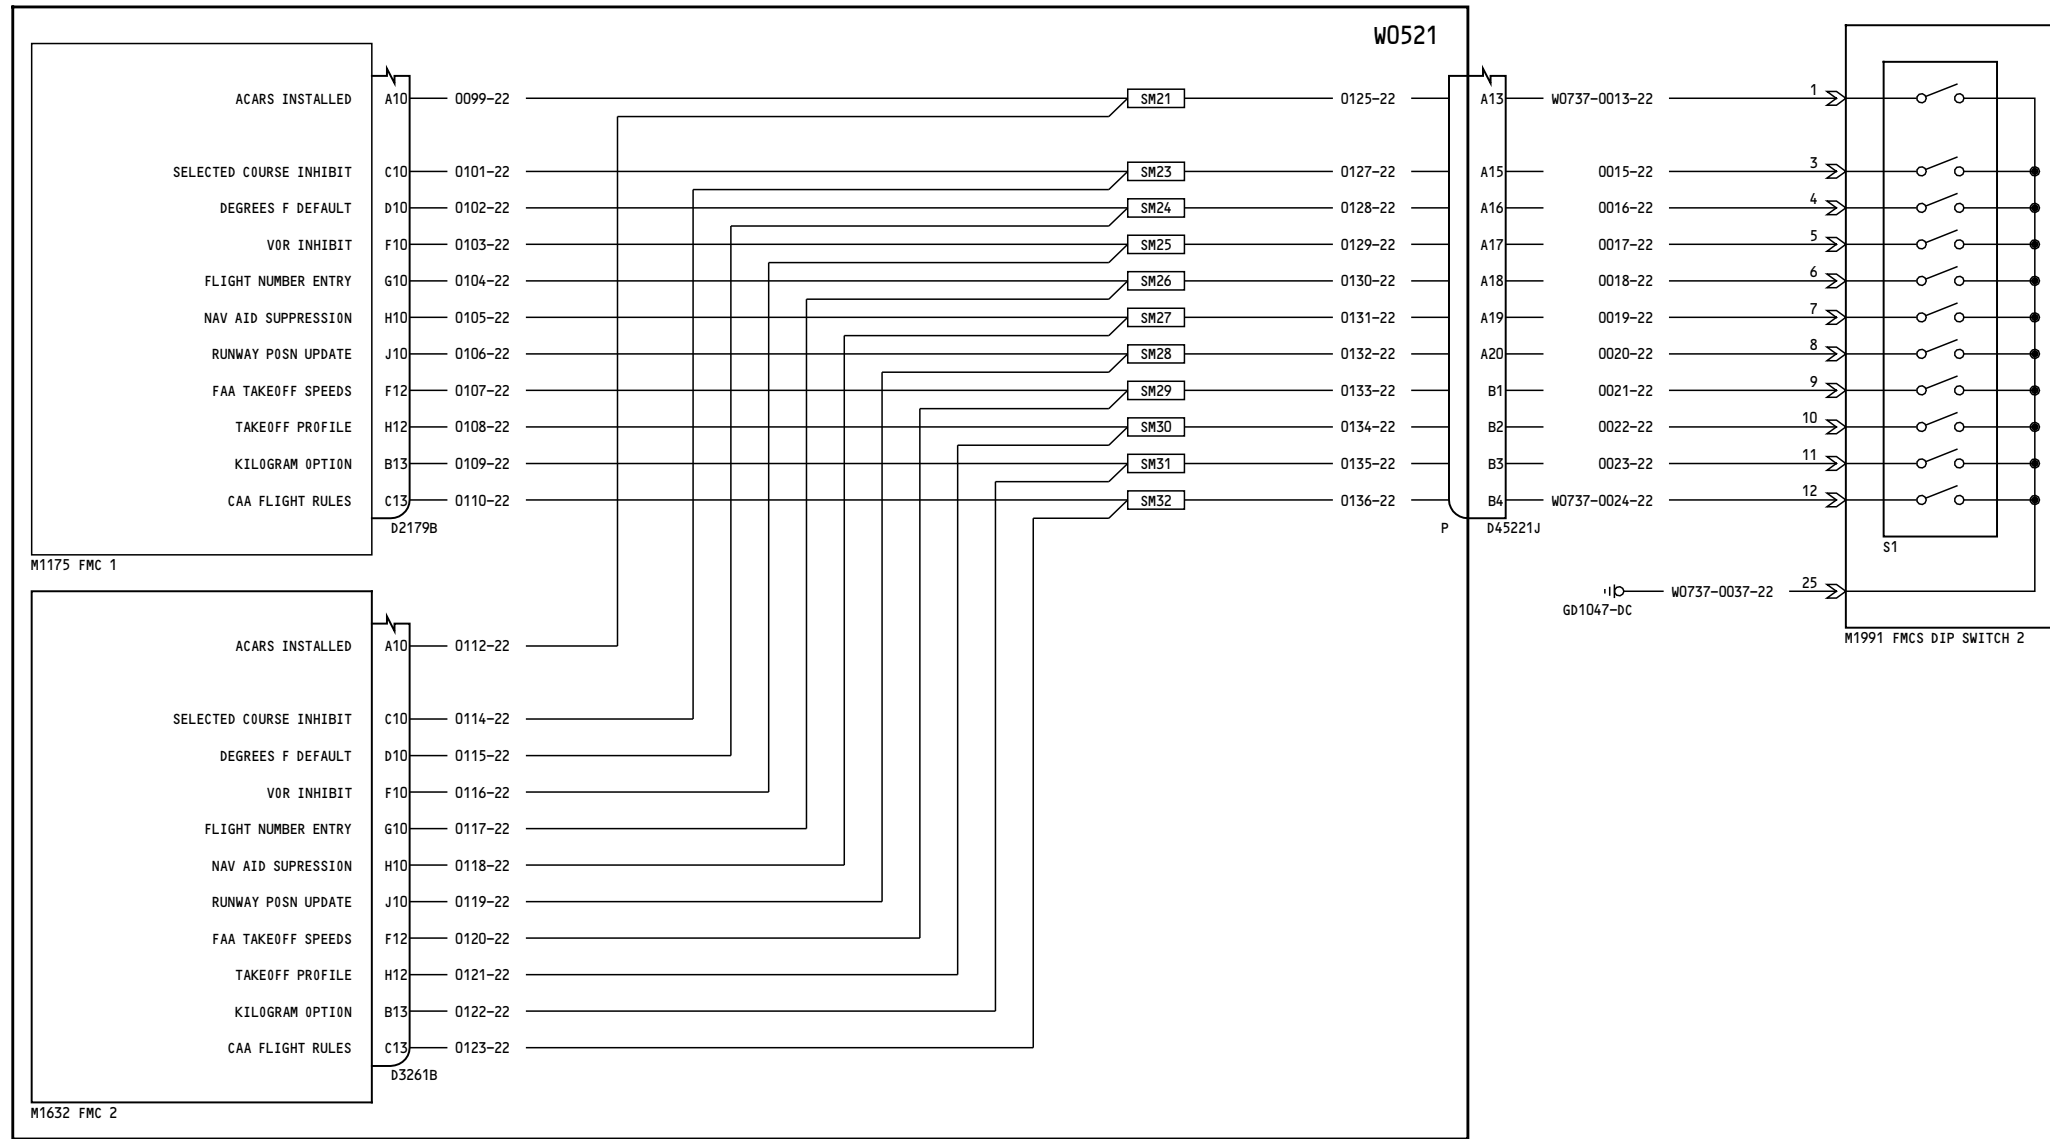 W0521
ACARS INSTALLED A10 0099-22 SM21 0125-22 A13 W0737-0013-22 1
SELECTED COURSE INHIBIT C10 0101-22 SM23 0127-22 A15 0015-22 3
DEGREES F DEFAULT D10 0102-22 SM24 0128-22 A16 0016-22 4
VOR INHIBIT F10 0103-22 SM25 0129-22 A17 0017-22 5
FLIGHT NUMBER ENTRY G10 0104-22 SM26 0130-22 A18 0018-22 6
NAV AID SUPPRESSION H10 0105-22 SM27 0131-22 A19 0019-22 7
RUNWAY POSN UPDATE J10 0106-22 SM28 0132-22 A20 0020-22 8
FAA TAKEOFF SPEEDS F12 0107-22 SM29 0133-22 B1 0021-22 9
TAKEOFF PROFILE H12 0108-22 SM30 0134-22 B2 0022-22 10
KILOGRAM OPTION B13 0109-22 SM31 0135-22 B3 0023-22 11
CAA FLIGHT RULES C13 0110-22 SM32 0136-22 B4 W0737-0024-22 12
D2179B P D45221J
S1
M1175 FMC 1
W0737-0037-22 25
GD1047-DC
M1991 FMCS DIP SWITCH 2
ACARS INSTALLED A10 0112-22
SELECTED COURSE INHIBIT C10 0114-22
DEGREES F DEFAULT D10 0115-22
VOR INHIBIT F10 0116-22
FLIGHT NUMBER ENTRY G10 0117-22
NAV AID SUPRESSION H10 0118-22
RUNWAY POSN UPDATE J10 0119-22
FAA TAKEOFF SPEEDS F12 0120-22
TAKEOFF PROFILE H12 0121-22
KILOGRAM OPTION B13 0122-22
CAA FLIGHT RULES C13 0123-22
D3261B
M1632 FMC 2